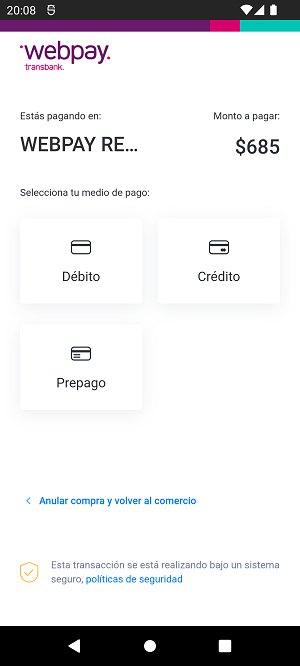 20:08
webpay.
transbank.
Estás pagando en:
Monto a pagar:
WEBPAY RE...
$685
Selecciona tu medio de pago:
Débito
Crédito
Prepago
Anular compra y volver al comercio
Esta transacción se está realizando bajo un sistema
seguro, políticas de seguridad